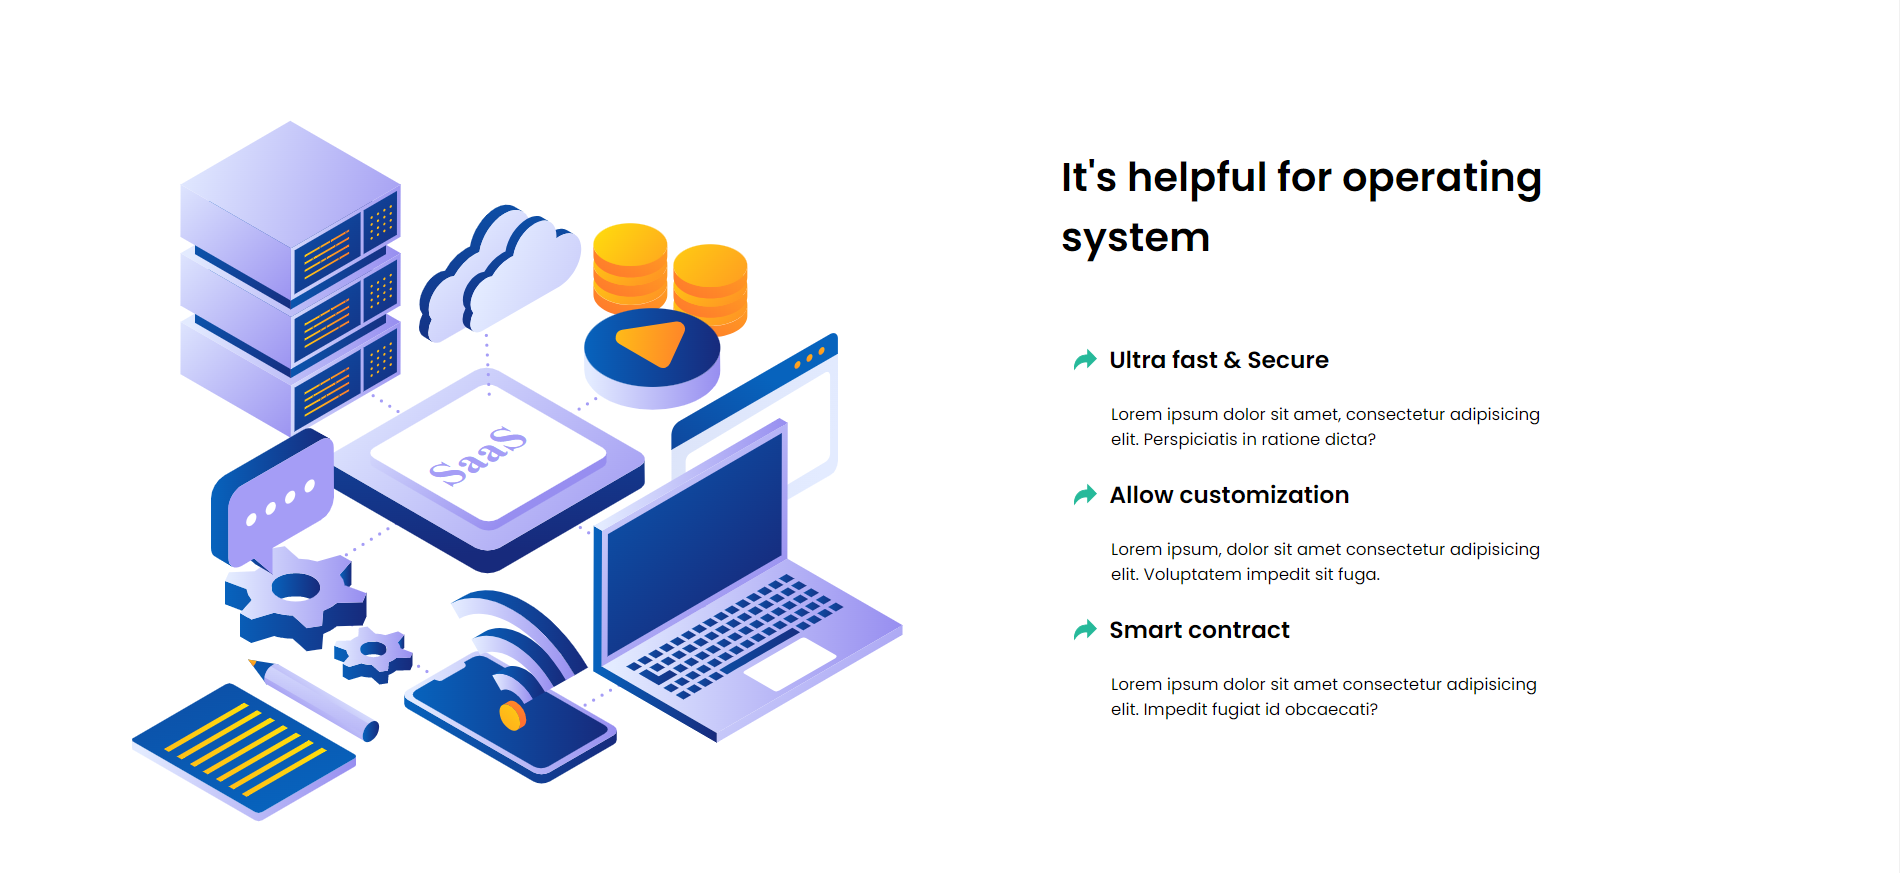 SaaS
It's helpful for operating
system
Ultra fast & Secure
Lorem ipsum dolor sit amet, consectetur adipisicing
elit. Perspiciatis in ratione dicta?
Allow customization
Lorem ipsum, dolor sit amet consectetur adipisicing
elit. Voluptatem impedit sit fuga.
Smart contract
Lorem ipsum dolor sit amet consectetur adipisicing
elit. Impedit fugiat id obcaecati?